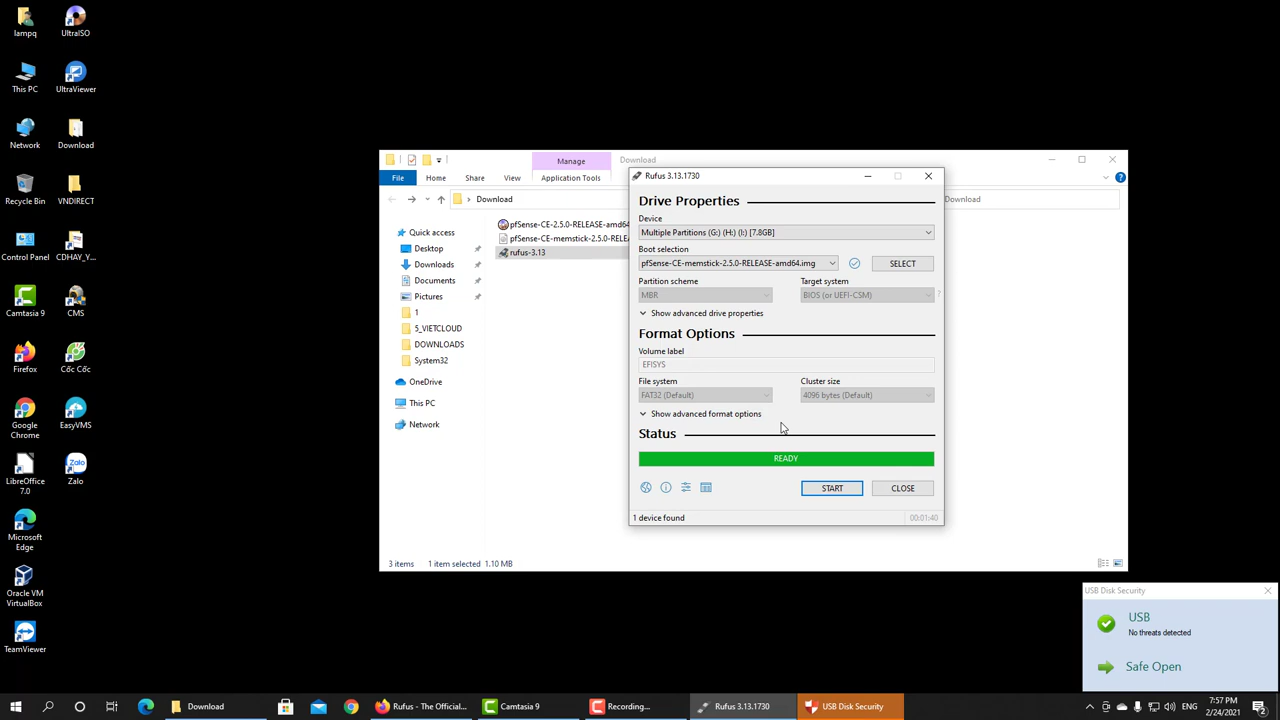 lampq
UltraISO
This PC
UltraViewer
Network
Download
Recycle Bin
VNDIRECT
Control Panel
CDHAY_Y...
Camtasia 9
CMS
Firefox
Cốc Cốc
Google
Chrome
EasyVMS
LibreOffice
7.0
Zalo
Microsoft
Edge
Oracle VM
VirtualBox
TeamViewer
Manage
Download
File
Home
Share
View
Application Tools
Download
Download
Quick access
Desktop
Downloads
Documents
Pictures
1
5_VIETCLOUD
DOWNLOADS
System32
OneDrive
This PC
Network
pfSense-CE-2.5.0-RELEASE-amd64
pfSense-CE-memstick-2.5.0-RELEA
rufus-3.13
3 items
1 item selected 1.10 MB
Rufus 3.13.1730
Drive Properties
Device
Multiple Partitions (G:) (H:) (I:) [7.8GB]
Boot selection
pfSense-CE-memstick-2.5.0-RELEASE-amd64.img
SELECT
Partition scheme
Target system
MBR
BIOS (or UEFI-CSM)
?
Show advanced drive properties
Format Options
Volume label
EFISYS
File system
Cluster size
FAT32 (Default)
4096 bytes (Default)
Show advanced format options
Status
READY
START
CLOSE
1 device found
00:01:40
USB Disk Security
USB
No threats detected
Safe Open
Download
Rufus - The Official...
Camtasia 9
Recording...
Rufus 3.13.1730
USB Disk Security
ENG
7:57 PM
2/24/2021
2